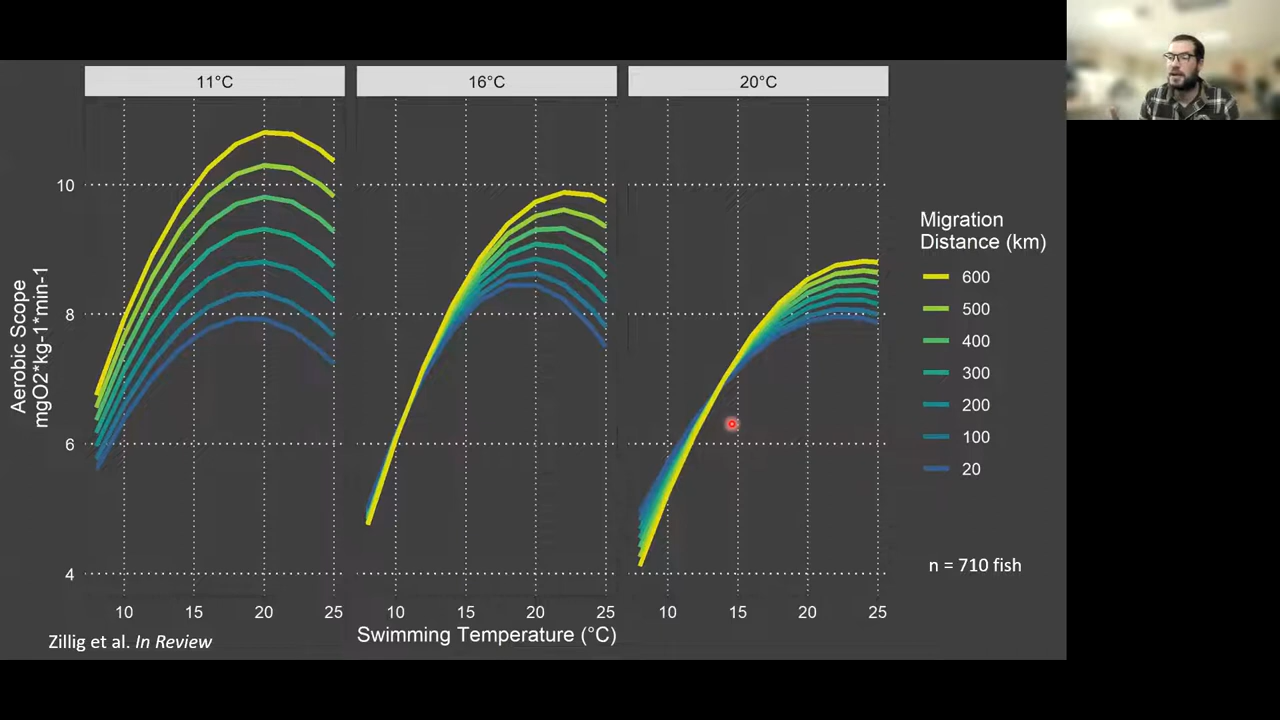 11°C
16°C
20°C
10
8
6
4
Aerobic Scope
mgO2*kg-1*min-1
10 15 20 25
10 15 20 25
10 15 20 25
Swimming Temperature (°C)
Migration
Distance (km)
600
500
400
300
200
100
20
n = 710 fish
Zillig et al. In Review